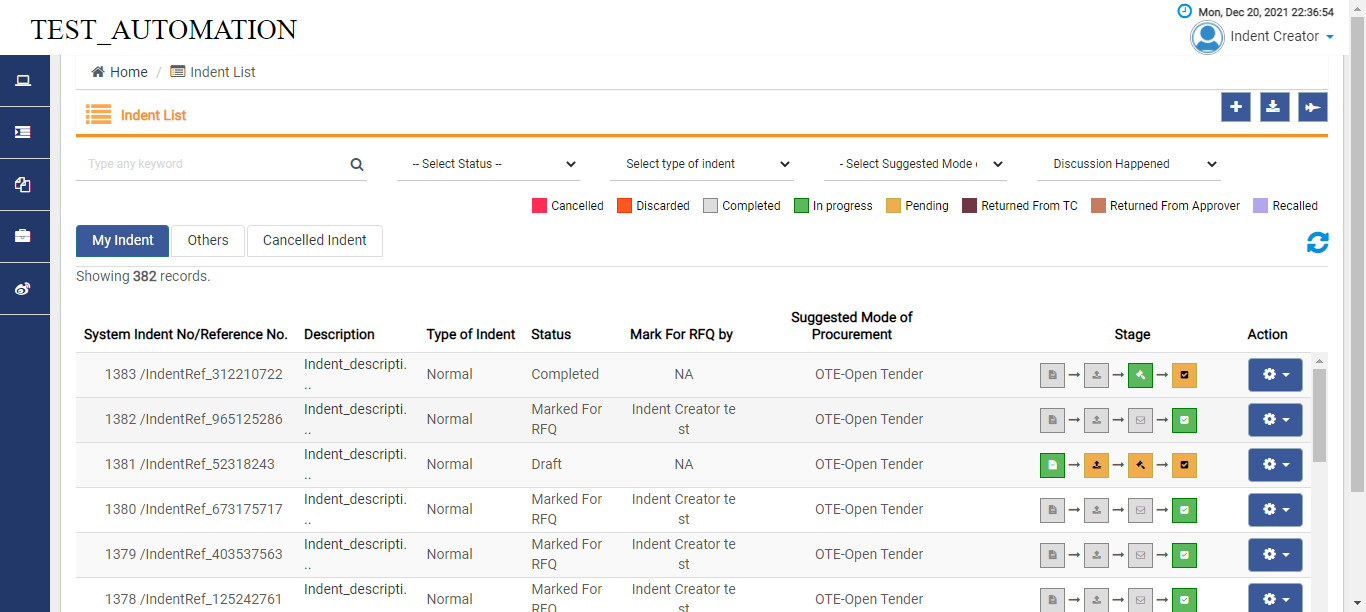 TEST_AUTOMATION
Mon, Dec 20, 2021 22:36:54
Indent Creator
Home / Indent List
Indent List
Type any keyword
-- Select Status --
Select type of indent
- Select Suggested Mode
Discussion Happened
Cancelled Discarded Completed In progress Pending Returned From TC Returned From Approver Recalled
My Indent Others Cancelled Indent
Showing 382 records.
System Indent No/Reference No. Description Type of Indent Status Mark For RFQ by Suggested Mode of Procurement Stage Action
1383 /IndentRef_312210722 Indent_descripti... Normal Completed NA OTE-Open Tender
1382 /IndentRef_965125286 Indent_descripti... Normal Marked For RFQ Indent Creator test OTE-Open Tender
1381 /IndentRef_52318243 Indent_descripti... Normal Draft NA OTE-Open Tender
1380 /IndentRef_673175717 Indent_descripti... Normal Marked For RFQ Indent Creator test OTE-Open Tender
1379 /IndentRef_403537563 Indent_descripti... Normal Marked For RFQ Indent Creator test OTE-Open Tender
1378 /IndentRef_125242761 Indent_descripti... Normal Marked For RFQ Indent Creator test OTE-Open Tender